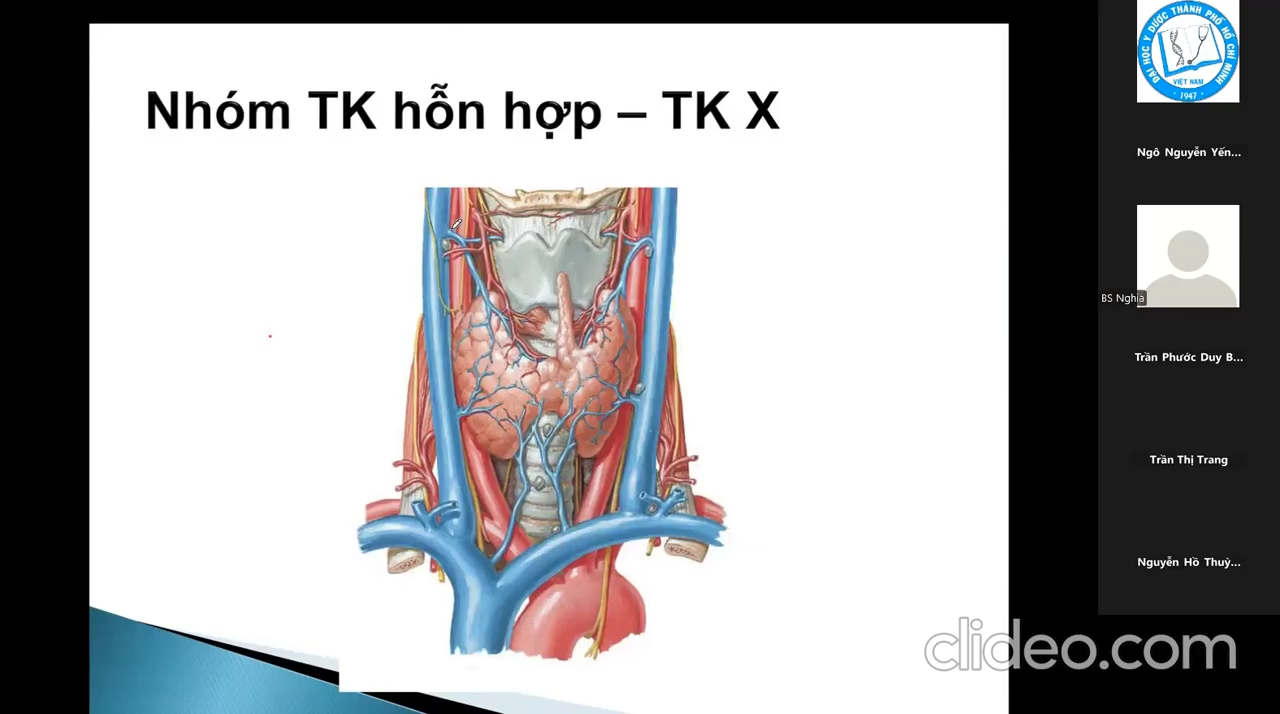 Nhóm TK hỗn hợp – TK X
ĐẠI HỌC Y DƯỢC THÀNH PHỐ HỒ CHÍ MINH
VIỆT NAM
1947
Ngô Nguyễn Yến...
BS Nghĩa
Trần Phước Duy B...
Trần Thị Trang
Nguyễn Hồ Thuỳ...
clideo.com